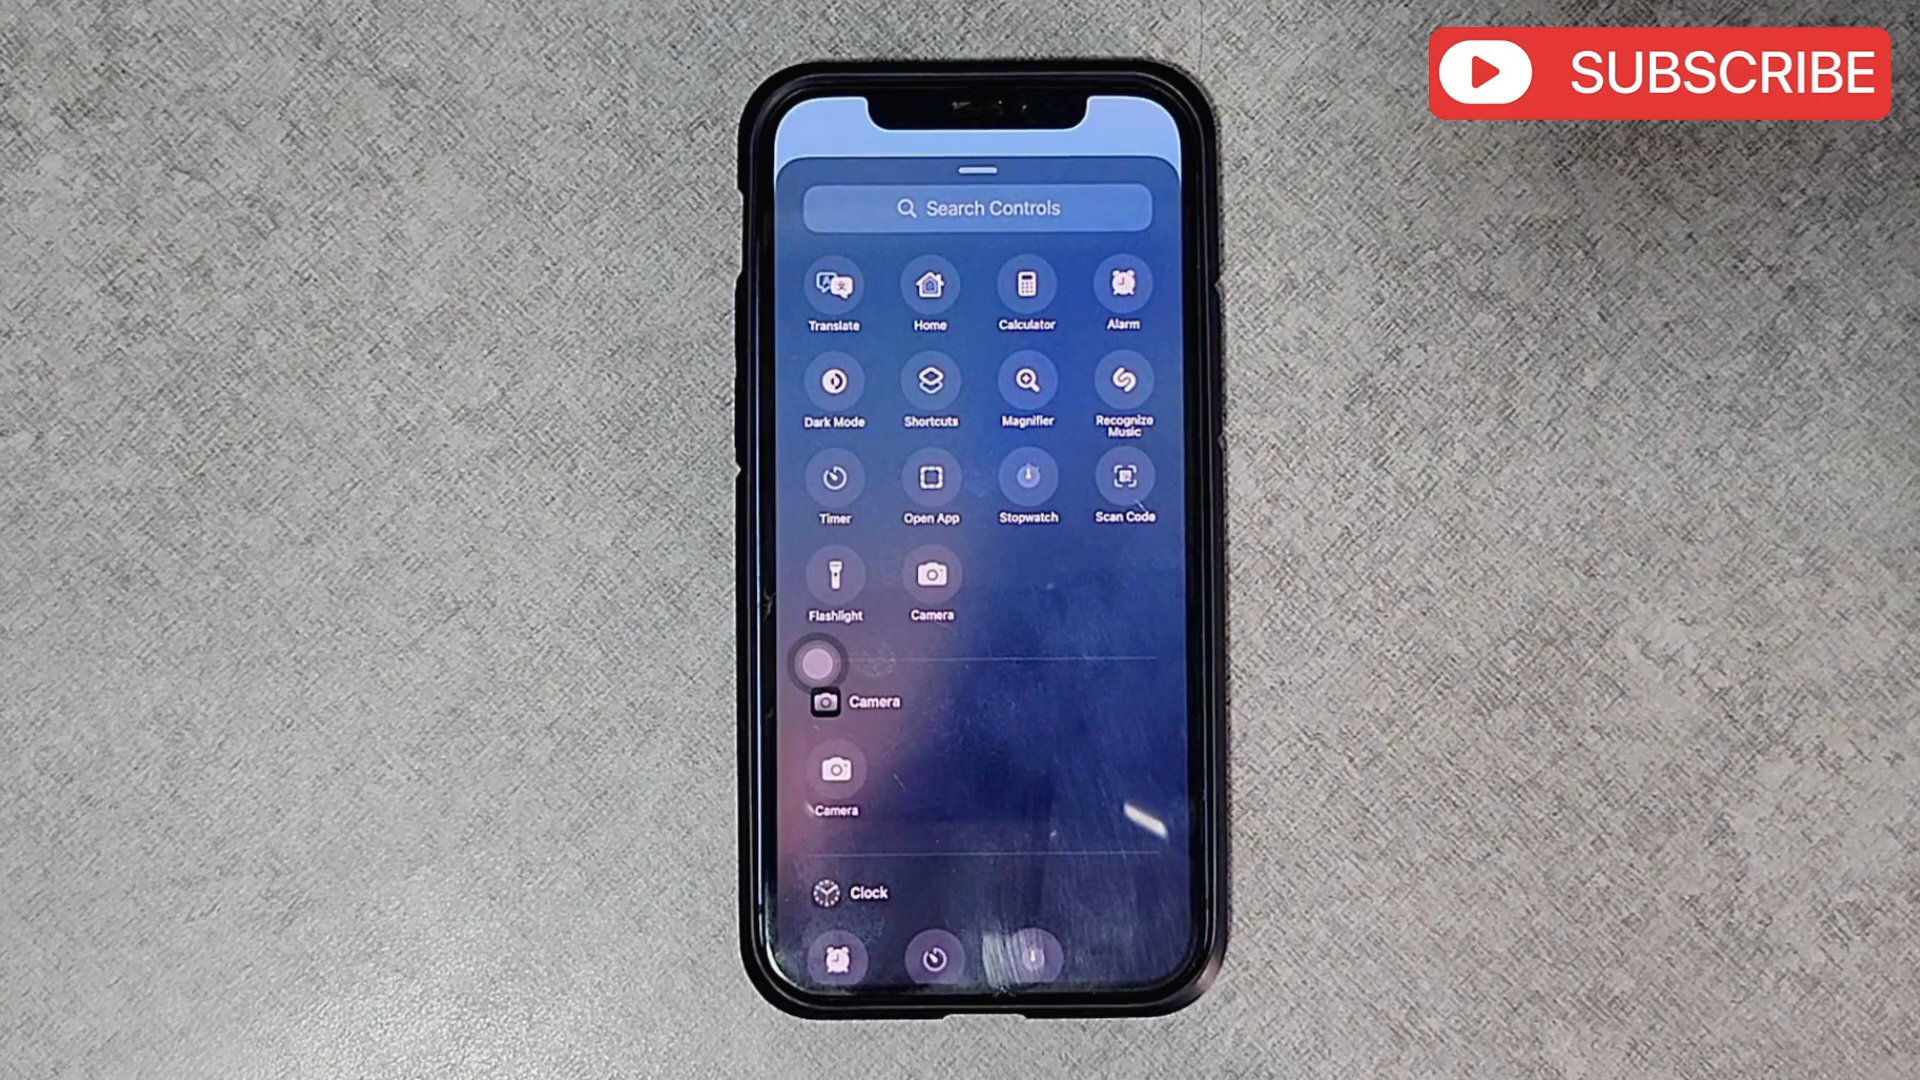 SUBSCRIBE
Search Controls
Translate Home Calculator Alarm
Dark Mode Shortcuts Magnifier Recognize
Music
Timer Open App Stopwatch Scan Code
Flashlight Camera
Camera
Camera
Clock